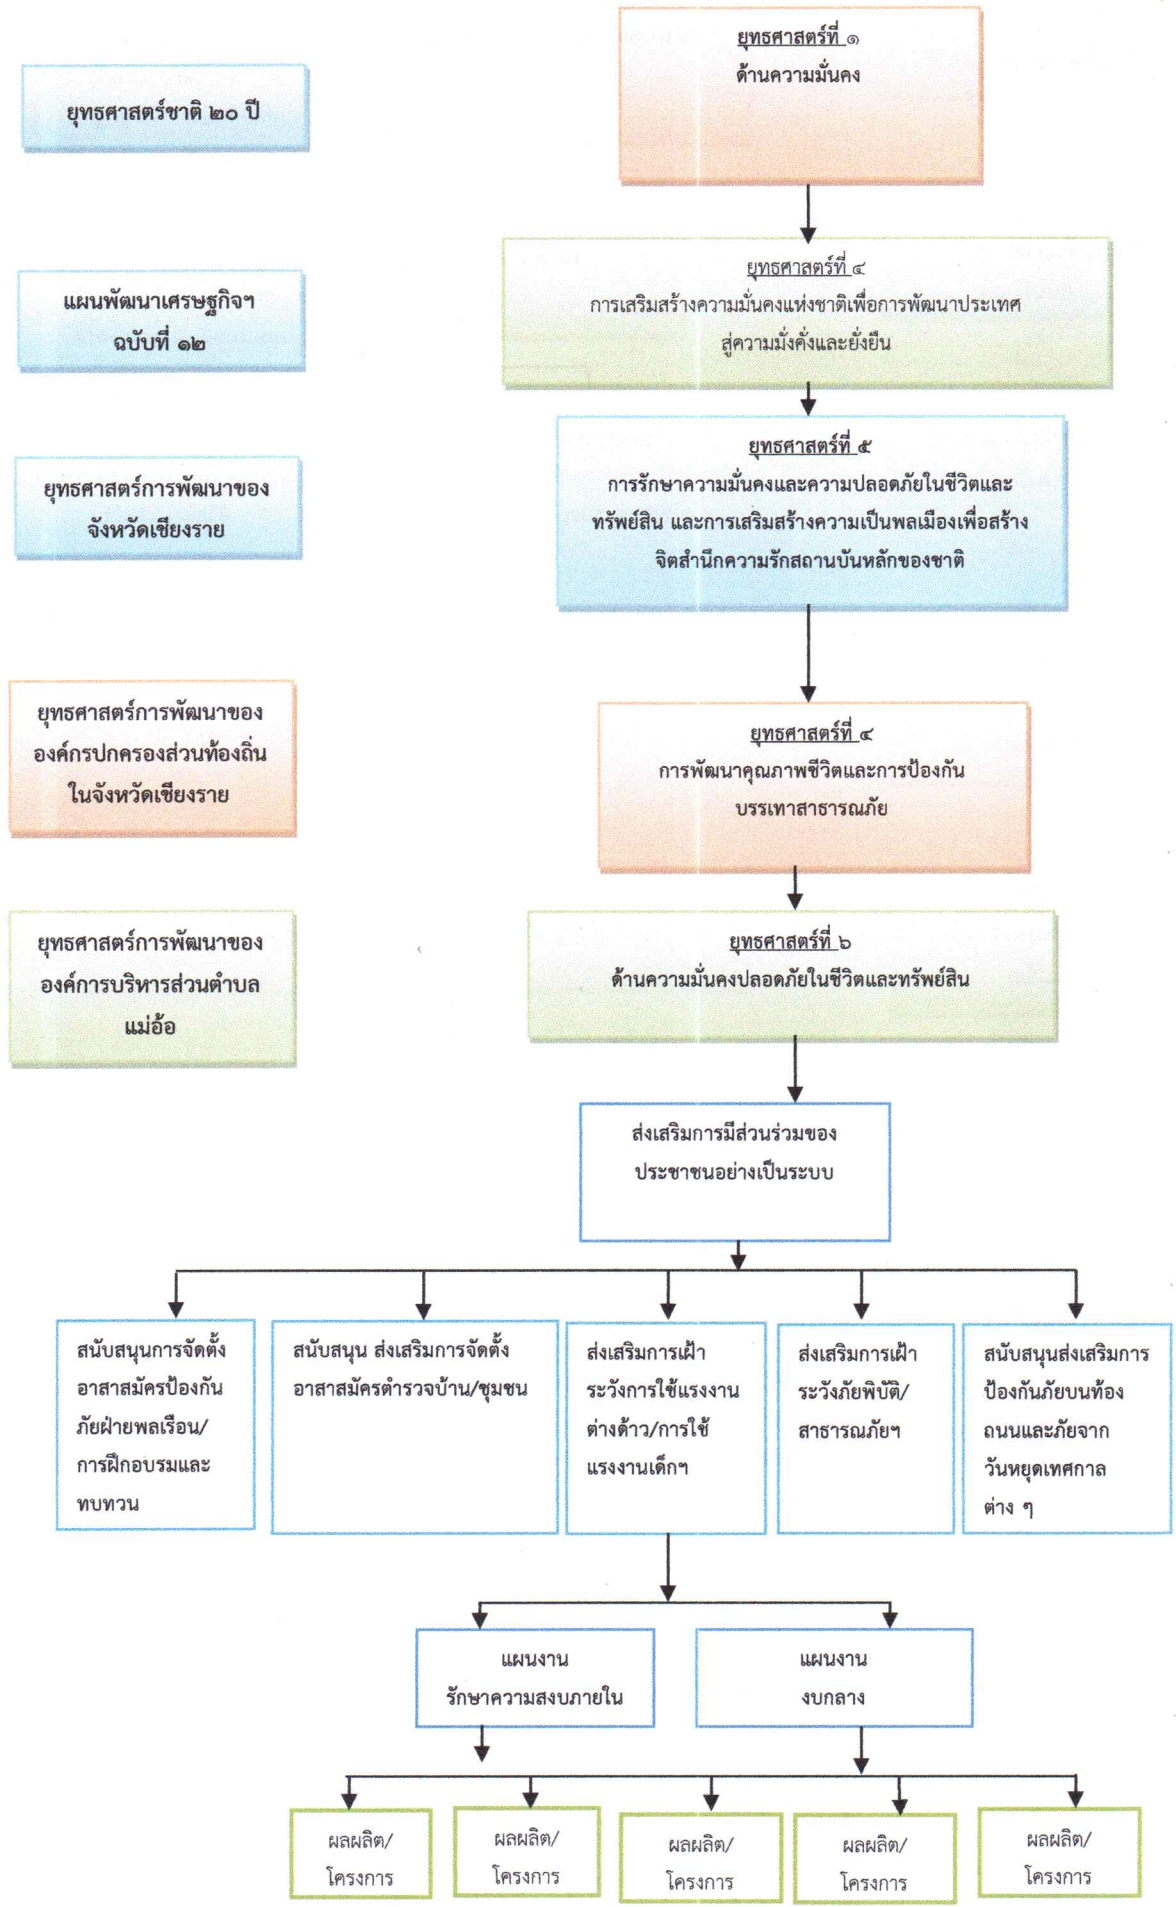 ยุทธศาสตร์ชาติ ๒๐ ปี
ยุทธศาสตร์ที่ ๑
ด้านความมั่นคง
แผนพัฒนาเศรษฐกิจฯ
ฉบับที่ ๑๒
ยุทธศาสตร์ที่ ๔
การเสริมสร้างความมั่นคงแห่งชาติเพื่อการพัฒนาประเทศ
สู่ความมั่งคั่งและยั่งยืน
ยุทธศาสตร์การพัฒนาของ
จังหวัดเชียงราย
ยุทธศาสตร์ที่ ๕
การรักษาความมั่นคงและความปลอดภัยในชีวิตและ
ทรัพย์สิน และการเสริมสร้างความเป็นพลเมืองเพื่อสร้าง
จิตสำนึกความรักสถานบันหลักของชาติ
ยุทธศาสตร์การพัฒนาของ
องค์กรปกครองส่วนท้องถิ่น
ในจังหวัดเชียงราย
ยุทธศาสตร์ที่ ๔
การพัฒนาคุณภาพชีวิตและการป้องกัน
บรรเทาสาธารณภัย
ยุทธศาสตร์การพัฒนาของ
องค์การบริหารส่วนตำบล
แม่อ้อ
ยุทธศาสตร์ที่ ๖
ด้านความมั่นคงปลอดภัยในชีวิตและทรัพย์สิน
ส่งเสริมการมีส่วนร่วมของ
ประชาชนอย่างเป็นระบบ
สนับสนุนการจัดตั้ง
อาสาสมัครป้องกัน
ภัยฝ่ายพลเรือน/
การฝึกอบรมและ
ทบทวน
สนับสนุน ส่งเสริมการจัดตั้ง
อาสาสมัครตำรวจบ้าน/ชุมชน
ส่งเสริมการเฝ้า
ระวังการใช้แรงงาน
ต่างด้าว/การใช้
แรงงานเด็กฯ
ส่งเสริมการเฝ้า
ระวังภัยพิบัติ/
สาธารณภัยฯ
สนับสนุนส่งเสริมการ
ป้องกันภัยบนท้อง
ถนนและภัยจาก
วันหยุดเทศกาล
ต่าง ๆ
แผนงาน
รักษาความสงบภายใน
แผนงาน
งบกลาง
ผลผลิต/
โครงการ
ผลผลิต/
โครงการ
ผลผลิต/
โครงการ
ผลผลิต/
โครงการ
ผลผลิต/
โครงการ